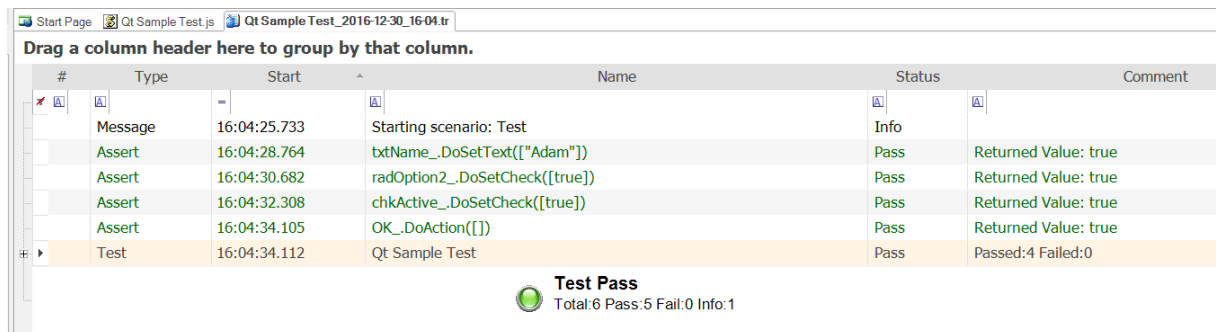 Start Page Qt Sample Test.js Qt Sample Test_2016-12-30_16-04.tr
Drag a column header here to group by that column.
# Type Start Name Status Comment
A A = A A A
Message 16:04:25.733 Starting scenario: Test Info
Assert 16:04:28.764 txtName_.DoSetText(["Adam"]) Pass Returned Value: true
Assert 16:04:30.682 radOption2_.DoSetCheck([true]) Pass Returned Value: true
Assert 16:04:32.308 chkActive_.DoSetCheck([true]) Pass Returned Value: true
Assert 16:04:34.105 OK_.DoAction([]) Pass Returned Value: true
Test 16:04:34.112 Qt Sample Test Pass Passed:4 Failed:0
Test Pass
Total:6 Pass:5 Fail:0 Info:1